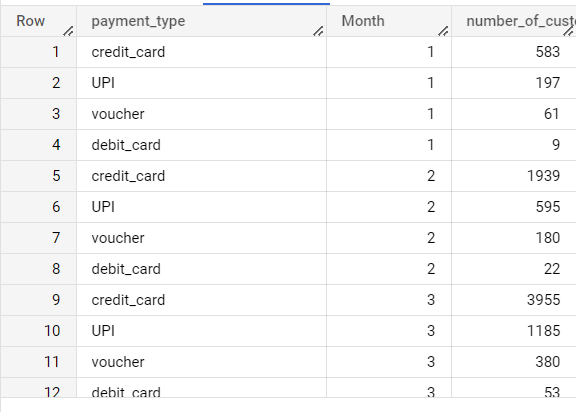 Row payment_type Month number_of_cust
1 credit_card 1 583
2 UPI 1 197
3 voucher 1 61
4 debit_card 1 9
5 credit_card 2 1939
6 UPI 2 595
7 voucher 2 180
8 debit_card 2 22
9 credit_card 3 3955
10 UPI 3 1185
11 voucher 3 380
12 debit_card 3 53